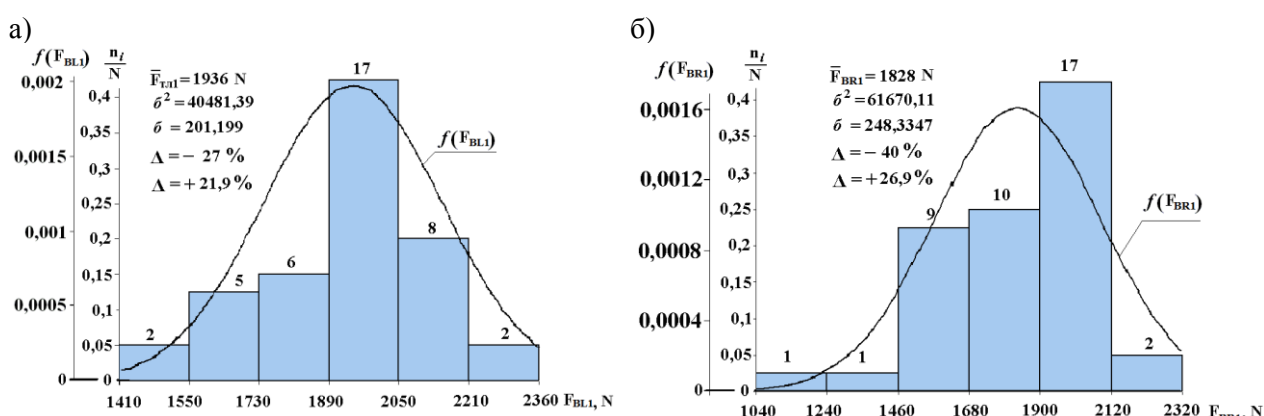 а)
f(F_BL1) n_i/N
F̅_тл1 = 1936 N
б² = 40481,39
б = 201,199
Δ = – 27 %
Δ = +21,9%
f(F_BL1)
17
8
6
5
2
2
0,002
0,0015
0,001
0,0005
0
0,4
0,35
0,3
0,25
0,2
0,15
0,1
0,05
0
1410 1550 1730 1890 2050 2210 2360 F_BL1, N
б)
f(F_BR1) n_i/N
F̅_BR1 = 1828 N
б² = 61670,11
б = 248,3347
Δ = – 40 %
Δ = +26,9%
f(F_BR1)
17
10
9
1
1
2
0,0016
0,0012
0,0008
0,0004
0
0,4
0,35
0,3
0,25
0,2
0,15
0,1
0,05
0
1040 1240 1460 1680 1900 2120 2320 F_BR1, N